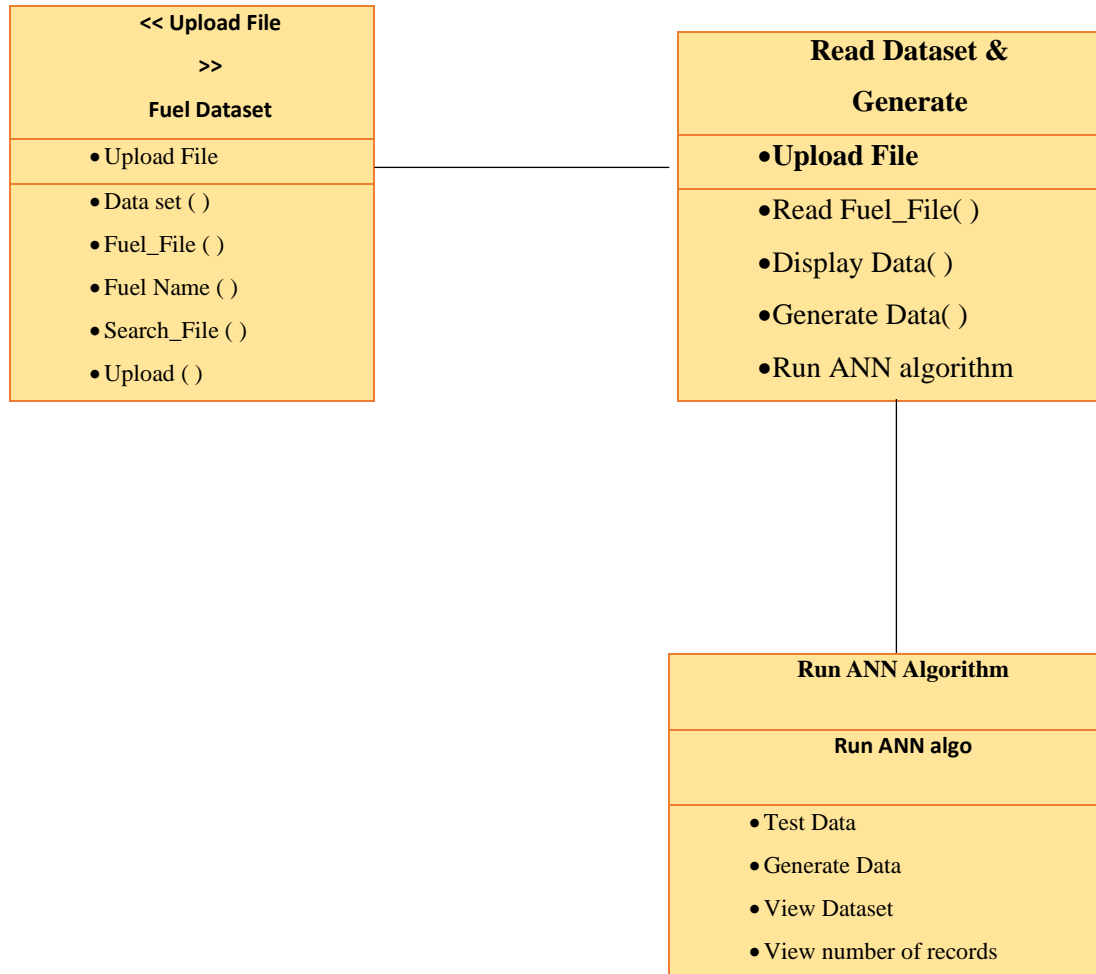 << Upload File
>>
Fuel Dataset
• Upload File
• Data set ( )
• Fuel_File ( )
• Fuel Name ( )
• Search_File ( )
• Upload ( )
Read Dataset &
Generate
•Upload File
•Read Fuel_File( )
•Display Data( )
•Generate Data( )
•Run ANN algorithm
Run ANN Algorithm
Run ANN algo
• Test Data
• Generate Data
• View Dataset
• View number of records